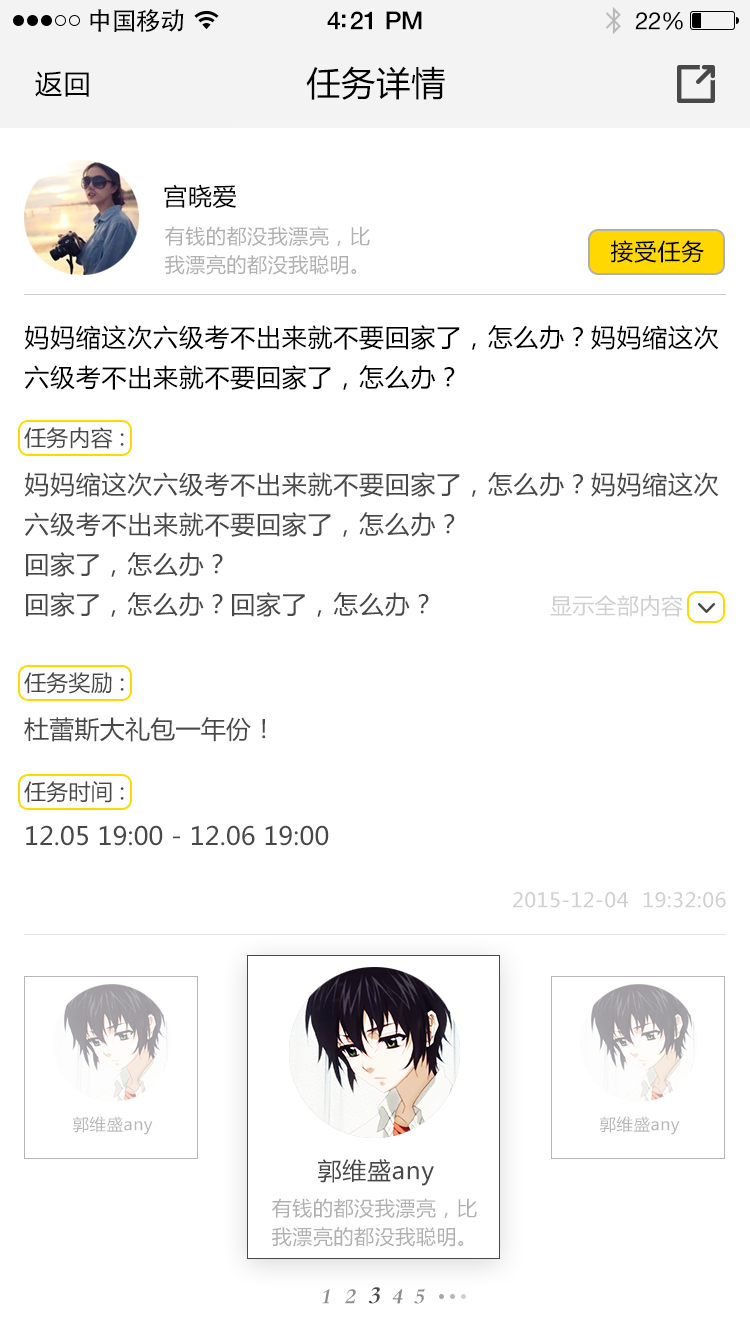 中国移动 4:21 PM 22%
返回 任务详情
宫晓爱
有钱的都没我漂亮，比
我漂亮的都没我聪明。
接受任务
妈妈缩这次六级考不出来就不要回家了，怎么办？妈妈缩这次
六级考不出来就不要回家了，怎么办？
任务内容：
妈妈缩这次六级考不出来就不要回家了，怎么办？妈妈缩这次
六级考不出来就不要回家了，怎么办？
回家了，怎么办？
回家了，怎么办？回家了，怎么办？ 显示全部内容
任务奖励：
杜蕾斯大礼包一年份！
任务时间：
12.05 19:00 - 12.06 19:00
2015-12-04 19:32:06
郭维盛any
郭维盛any
有钱的都没我漂亮，比
我漂亮的都没我聪明。
郭维盛any
1 2 3 4 5 •••